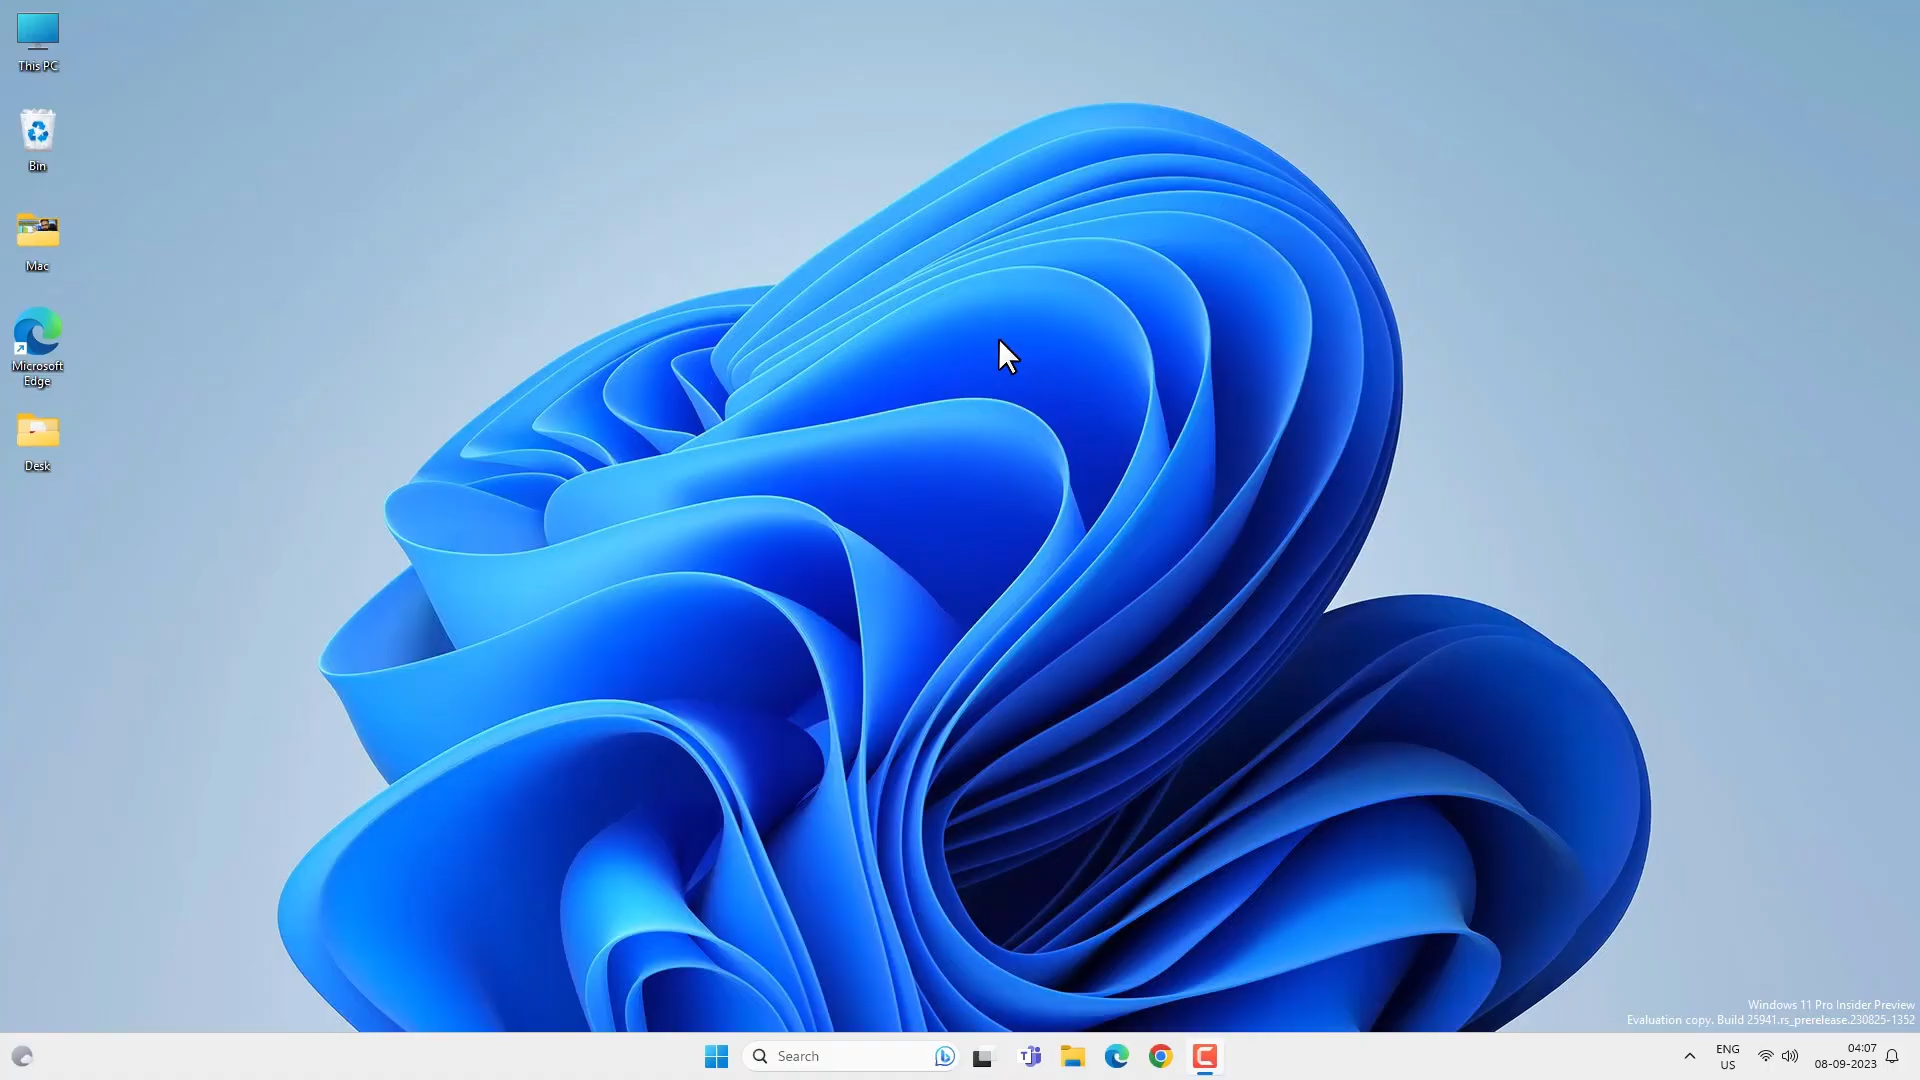 This PC
Bin
Mac
Microsoft
Edge
Desk
Windows 11 Pro Insider Preview
Evaluation copy. Build 25941.rs_prerelease.230825-1352
Search
ENG
US
04:07
08-09-2023